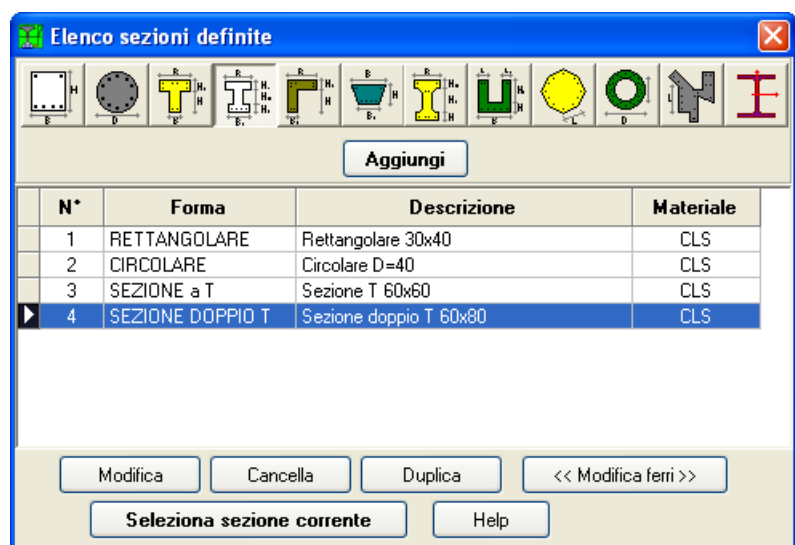 Elenco sezioni definite
Aggiungi
N° Forma Descrizione Materiale
1 RETTANGOLARE Rettangolare 30x40 CLS
2 CIRCOLARE Circolare D=40 CLS
3 SEZIONE a T Sezione T 60x60 CLS
4 SEZIONE DOPPIO T Sezione doppio T 60x80 CLS
Modifica Cancella Duplica << Modifica ferri >>
Seleziona sezione corrente Help